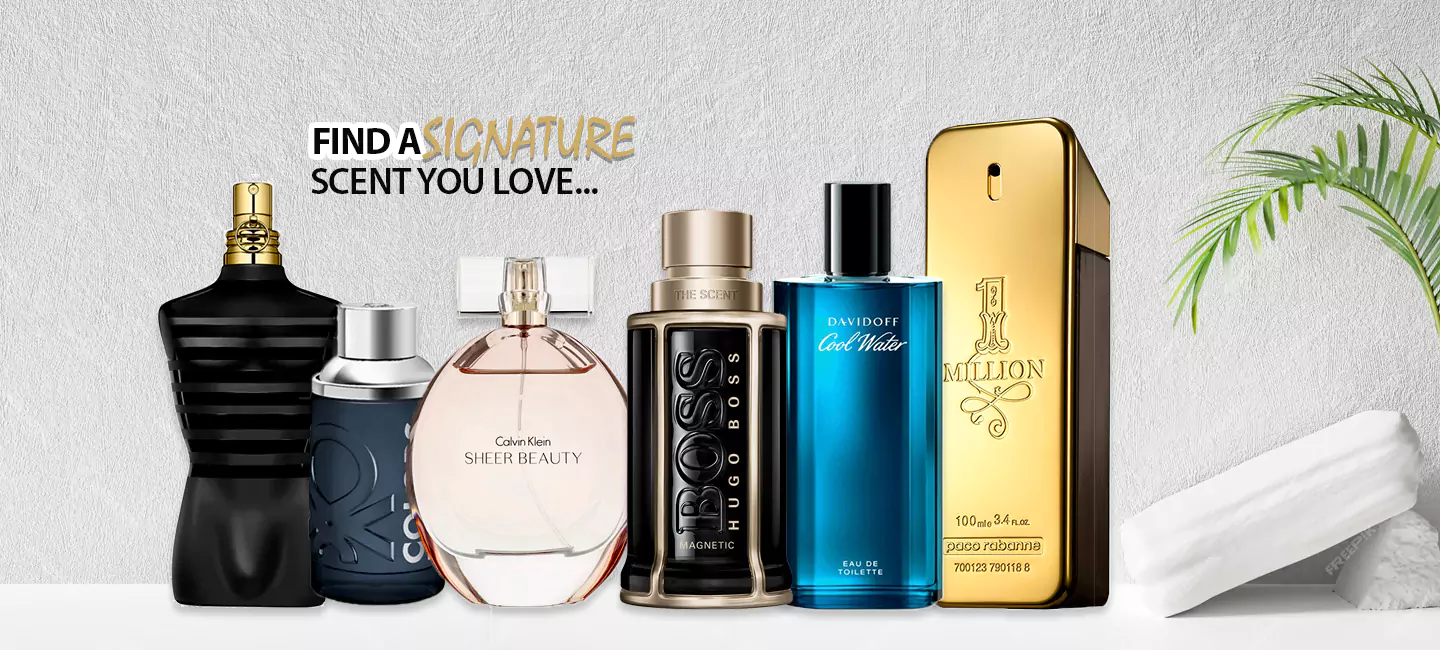 FIND A SIGNATURE
SCENT YOU LOVE...
Calvin Klein
SHEER BEAUTY
THE SCENT
BOSS
HUGO BOSS
MAGNETIC
DAVIDOFF
Cool Water
EAU DE
TOILETTE
1
MILLION
100mle 3.4 FL.OZ.
paco rabanne
700123 790118 8